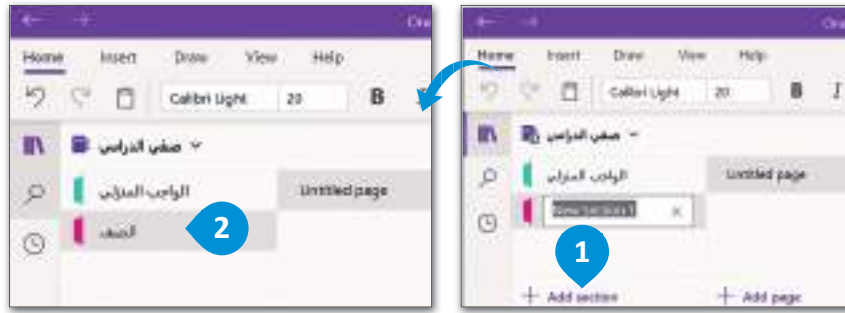 One
Home Insert Draw View Help
Calibri Light 20 B I
صفي الدراسي
الواجب المنزلي
Untitled page
الصف
2
One
Home Insert Draw View Help
Calibri Light 20 B I
صفي الدراسي
الواجب المنزلي
Untitled page
New Section 1
1
+ Add section
+ Add page